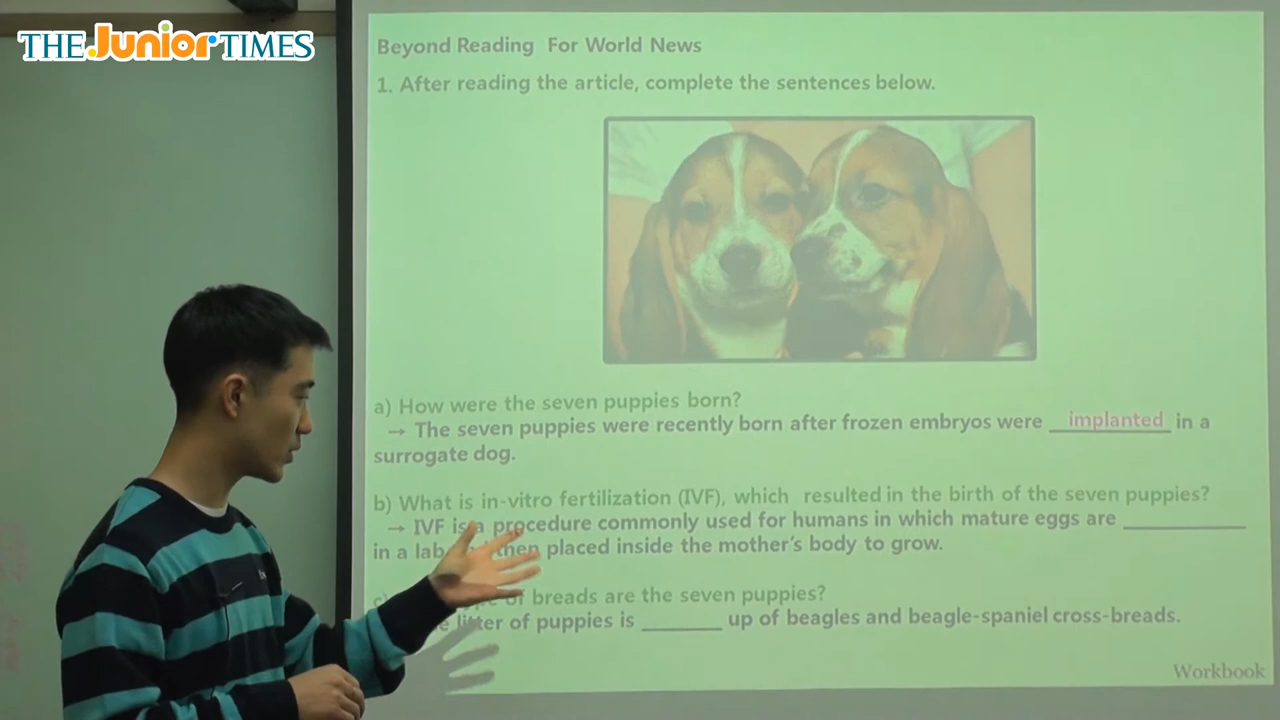 THE Junior TIMES
Beyond Reading For World News
1. After reading the article, complete the sentences below.
a) How were the seven puppies born?
→ The seven puppies were recently born after frozen embryos were implanted in a
surrogate dog.
b) What is in-vitro fertilization (IVF), which resulted in the birth of the seven puppies?
→ IVF is a procedure commonly used for humans in which mature eggs are ____________
in a lab then placed inside the mother's body to grow.
of breads are the seven puppies?
litter of puppies is ________ up of beagles and beagle-spaniel cross-breads.
Workbook